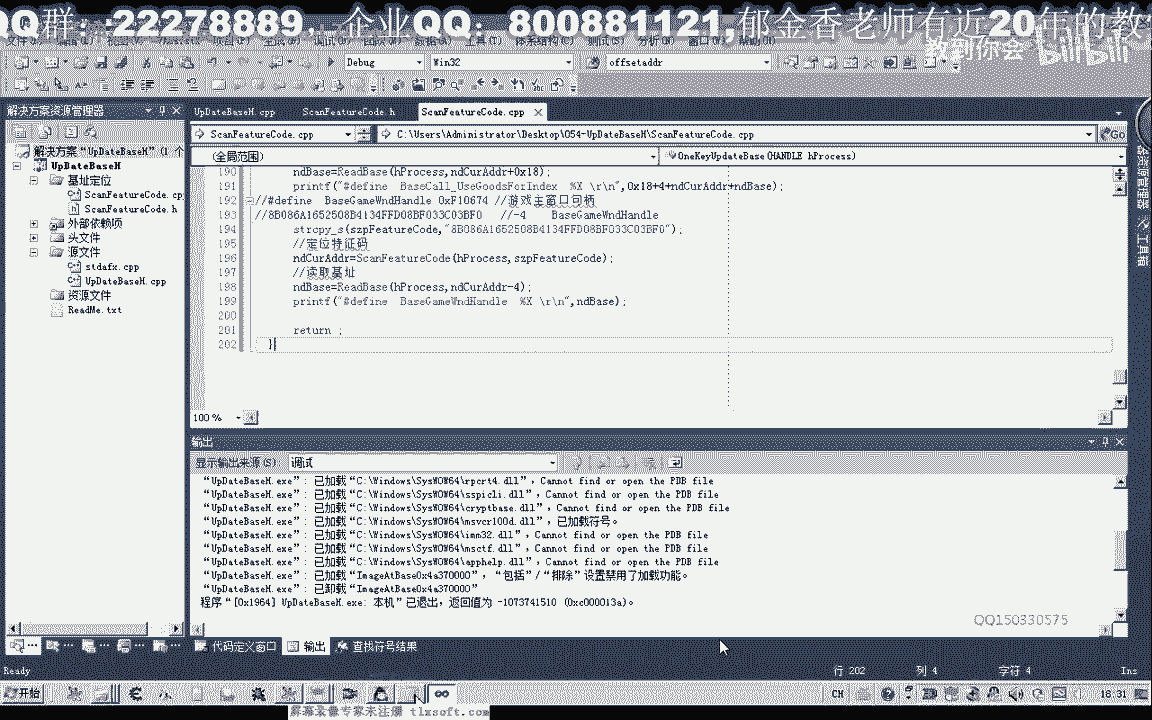 QQ群：22278889、企业QQ：800881121,郁金香老师有近20年的教
教到你会 bilibili
Debug Win32 offsetaddr
解决方案资源管理器
UpDateBaseM.cpp ScanFeatureCode.h ScanFeatureCode.cpp
ScanFeatureCode.cpp C:\Users\Administrator\Desktop\054-UpDateBaseM\ScanFeatureCode.cpp Go
(全局范围) OneKeyUpdateBase(HANDLE hProcess)
解决方案"UpDateBaseM"(1 个
UpDateBaseM
基址定位
ScanFeatureCode.cp
ScanFeatureCode.h
外部依赖项
头文件
源文件
stdafx.cpp
UpDateBaseM.cpp
资源文件
ReadMe.txt
190 ndBase=ReadBase(hProcess,ndCurAddr+0x18);
191 printf("#define BaseCall_UseGoodsForIndex %X \r\n",0x18+4+ndCurAddr+ndBase);
192 //#define BaseGameWndHandle 0xF10674 //游戏主窗口句柄
193 //8B086A1652508B4134FFD08BF033C03BF0 //-4 BaseGameWndHandle
194 strcpy_s(szpFeatureCode,"8B086A1652508B4134FFD08BF033C03BF0");
195 //定位特征码
196 ndCurAddr=ScanFeatureCode(hProcess,szpFeatureCode);
197 //读取基址
198 ndBase=ReadBase(hProcess,ndCurAddr-4);
199 printf("#define BaseGameWndHandle %X \r\n",ndBase);
200
201 return ;
202 }
100 %
输出
显示输出来源(S): 调试
"UpDateBaseM.exe": 已加载"C:\Windows\SysWOW64\rpcrt4.dll"，Cannot find or open the PDB file
"UpDateBaseM.exe": 已加载"C:\Windows\SysWOW64\sspicli.dll"，Cannot find or open the PDB file
"UpDateBaseM.exe": 已加载"C:\Windows\SysWOW64\cryptbase.dll"，Cannot find or open the PDB file
"UpDateBaseM.exe": 已加载"C:\Windows\SysWOW64\msvcr100d.dll"，已加载符号。
"UpDateBaseM.exe": 已加载"C:\Windows\SysWOW64\imm32.dll"，Cannot find or open the PDB file
"UpDateBaseM.exe": 已加载"C:\Windows\SysWOW64\msctf.dll"，Cannot find or open the PDB file
"UpDateBaseM.exe": 已加载"C:\Windows\SysWOW64\apphelp.dll"，Cannot find or open the PDB file
"UpDateBaseM.exe": 已加载"ImageAtBase0x4a370000"，"包括"/"排除"设置禁用了加载功能。
"UpDateBaseM.exe": 已卸载"ImageAtBase0x4a370000"
程序"[0x1964] UpDateBaseM.exe: 本机"已退出，返回值为 -1073741510 (0xc000013a)。
QQ150330575
代码定义窗口 输出 查找符号结果
Ready 行 202 列 4 字符 4 Ins
开始 CH 18:31
屏幕录像专家未注册 tlxsoft.com